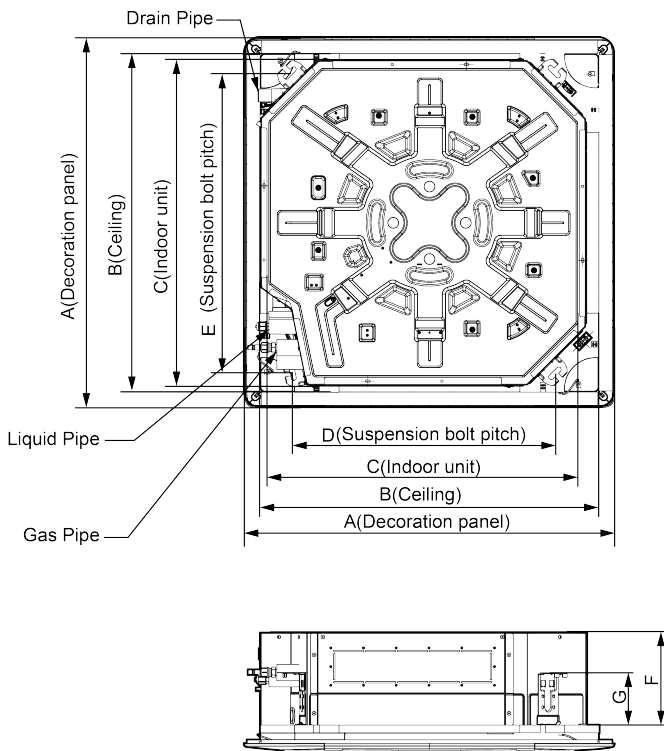 Drain Pipe
A(Decoration panel)
B(Ceiling)
C(Indoor unit)
E (Suspension bolt pitch)
Liquid Pipe
Gas Pipe
D(Suspension bolt pitch)
C(Indoor unit)
B(Ceiling)
A(Decoration panel)
G
F